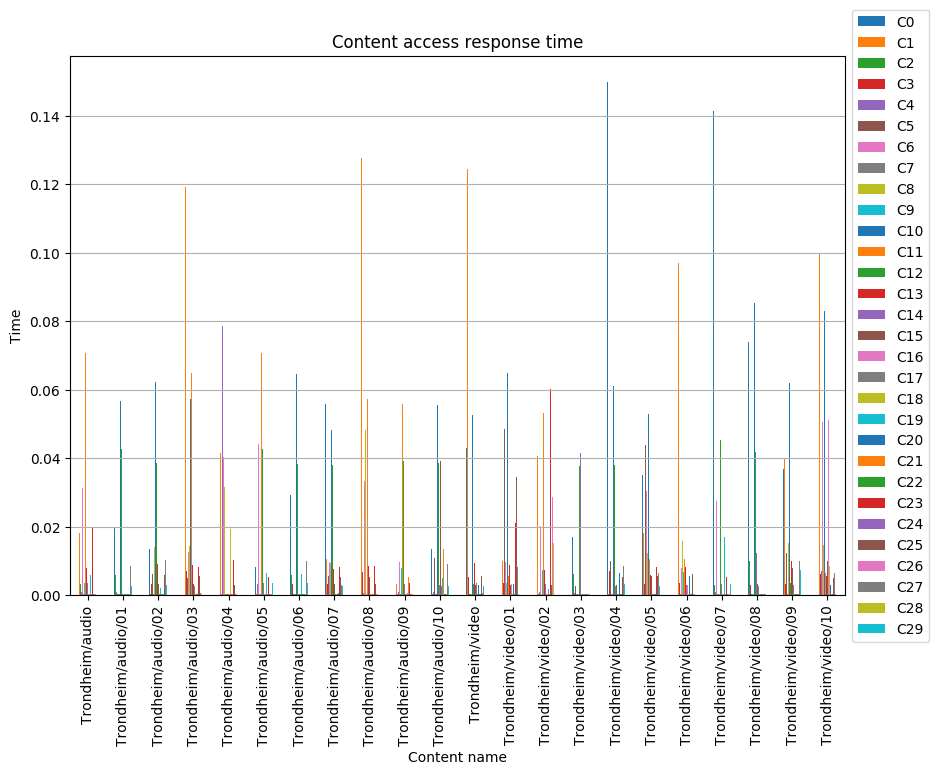 Content access response time
Time
0.14
0.12
0.10
0.08
0.06
0.04
0.02
0.00
Trondheim/audio
Trondheim/audio/01
Trondheim/audio/02
Trondheim/audio/03
Trondheim/audio/04
Trondheim/audio/05
Trondheim/audio/06
Trondheim/audio/07
Trondheim/audio/08
Trondheim/audio/09
Trondheim/audio/10
Trondheim/video
Trondheim/video/01
Trondheim/video/02
Trondheim/video/03
Trondheim/video/04
Trondheim/video/05
Trondheim/video/06
Trondheim/video/07
Trondheim/video/08
Trondheim/video/09
Trondheim/video/10
Content name
C0
C1
C2
C3
C4
C5
C6
C7
C8
C9
C10
C11
C12
C13
C14
C15
C16
C17
C18
C19
C20
C21
C22
C23
C24
C25
C26
C27
C28
C29